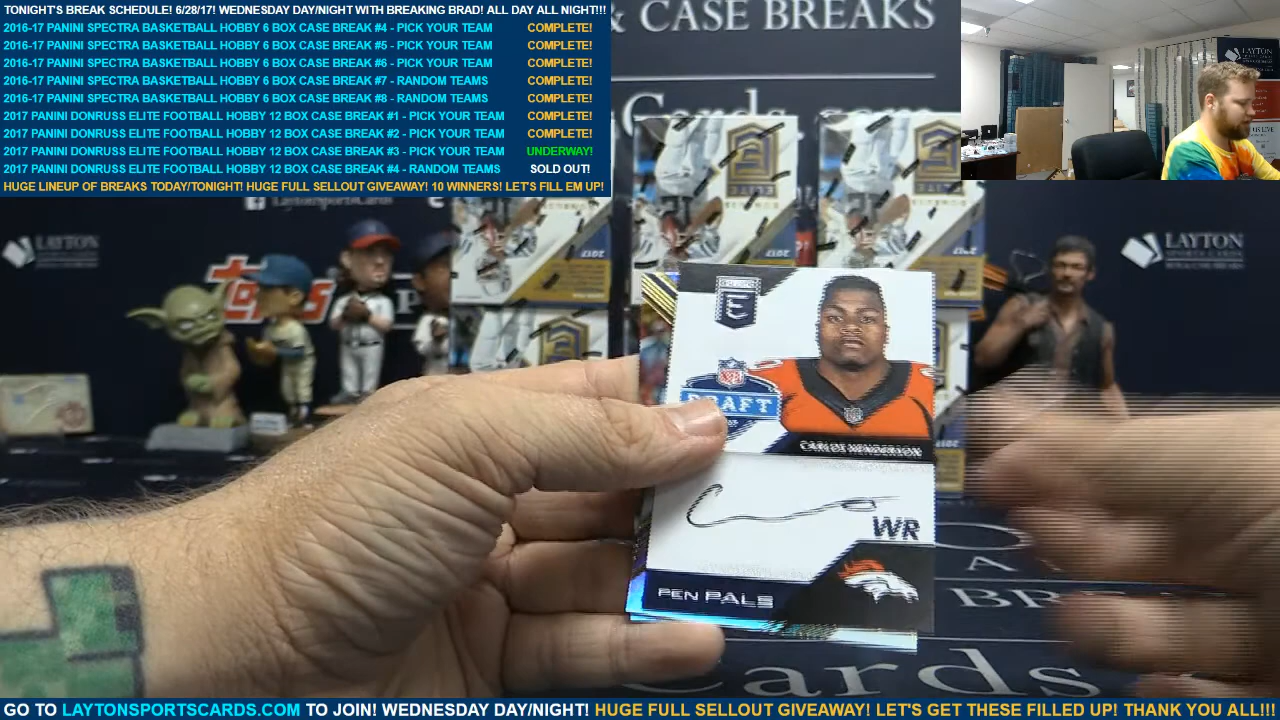 TONIGHT'S BREAK SCHEDULE! 6/28/17! WEDNESDAY DAY/NIGHT WITH BREAKING BRAD! ALL DAY ALL NIGHT!!!
2016-17 PANINI SPECTRA BASKETBALL HOBBY 6 BOX CASE BREAK #4 - PICK YOUR TEAM COMPLETE!
2016-17 PANINI SPECTRA BASKETBALL HOBBY 6 BOX CASE BREAK #5 - PICK YOUR TEAM COMPLETE!
2016-17 PANINI SPECTRA BASKETBALL HOBBY 6 BOX CASE BREAK #6 - PICK YOUR TEAM COMPLETE!
2016-17 PANINI SPECTRA BASKETBALL HOBBY 6 BOX CASE BREAK #7 - RANDOM TEAMS COMPLETE!
2016-17 PANINI SPECTRA BASKETBALL HOBBY 6 BOX CASE BREAK #8 - RANDOM TEAMS COMPLETE!
2017 PANINI DONRUSS ELITE FOOTBALL HOBBY 12 BOX CASE BREAK #1 - PICK YOUR TEAM COMPLETE!
2017 PANINI DONRUSS ELITE FOOTBALL HOBBY 12 BOX CASE BREAK #2 - PICK YOUR TEAM COMPLETE!
2017 PANINI DONRUSS ELITE FOOTBALL HOBBY 12 BOX CASE BREAK #3 - PICK YOUR TEAM UNDERWAY!
2017 PANINI DONRUSS ELITE FOOTBALL HOBBY 12 BOX CASE BREAK #4 - RANDOM TEAMS SOLD OUT!
HUGE LINEUP OF BREAKS TODAY/TONIGHT! HUGE FULL SELLOUT GIVEAWAY! 10 WINNERS! LET'S FILL EM UP!
& CASE BREAKS
Cards.
LaytonSportsCards
LAYTON
topps
LAYTON
SPORTS CARDS
LAYTON
E
NFL
DRAFT
CARLOS HENDERSON
WR
PEN PALS
Cards
GO TO LAYTONSPORTSCARDS.COM TO JOIN! WEDNESDAY DAY/NIGHT! HUGE FULL SELLOUT GIVEAWAY! LET'S GET THESE FILLED UP! THANK YOU ALL!!!